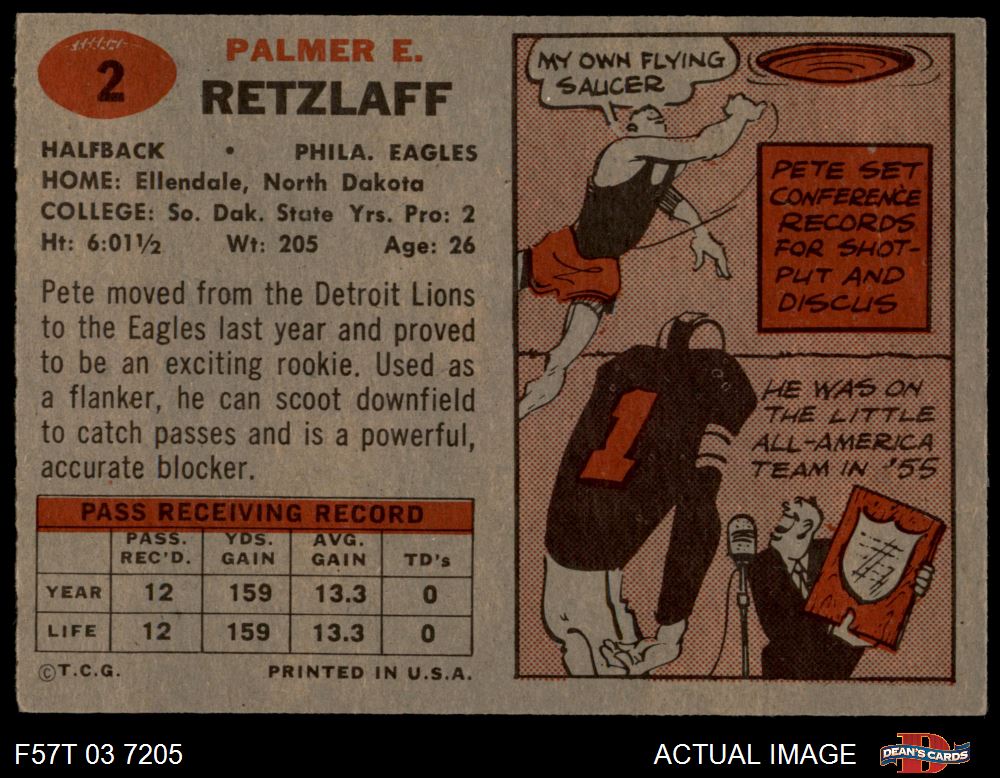 2
PALMER E.
RETZLAFF
HALFBACK • PHILA. EAGLES
HOME: Ellendale, North Dakota
COLLEGE: So. Dak. State Yrs. Pro: 2
Ht: 6:01½ Wt: 205 Age: 26
Pete moved from the Detroit Lions
to the Eagles last year and proved
to be an exciting rookie. Used as
a flanker, he can scoot downfield
to catch passes and is a powerful,
accurate blocker.
PASS RECEIVING RECORD
PASS. REC'D. YDS. GAIN AVG. GAIN TD's
YEAR 12 159 13.3 0
LIFE 12 159 13.3 0
©T.C.G. PRINTED IN U.S.A.
MY OWN FLYING
SAUCER
PETE SET
CONFERENCE
RECORDS
FOR SHOT-
PUT AND
DISCUS
1
HE WAS ON
THE LITTLE
ALL-AMERICA
TEAM IN '55
F57T 03 7205 ACTUAL IMAGE
D
DEAN'S CARDS